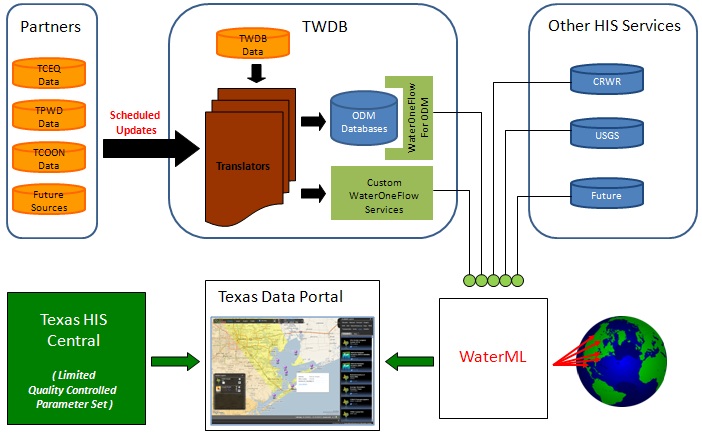 Partners
TCEQ
Data
TPWD
Data
TCOON
Data
Future
Sources
Scheduled
Updates
TWDB
TWDB
Data
Translators
ODM
Databases
WaterOneFlow
For ODM
Custom
WaterOneFlow
Services
Other HIS Services
CRWR
USGS
Future
Texas HIS
Central
( Limited
Quality Controlled
Parameter Set )
Texas Data Portal
WaterML